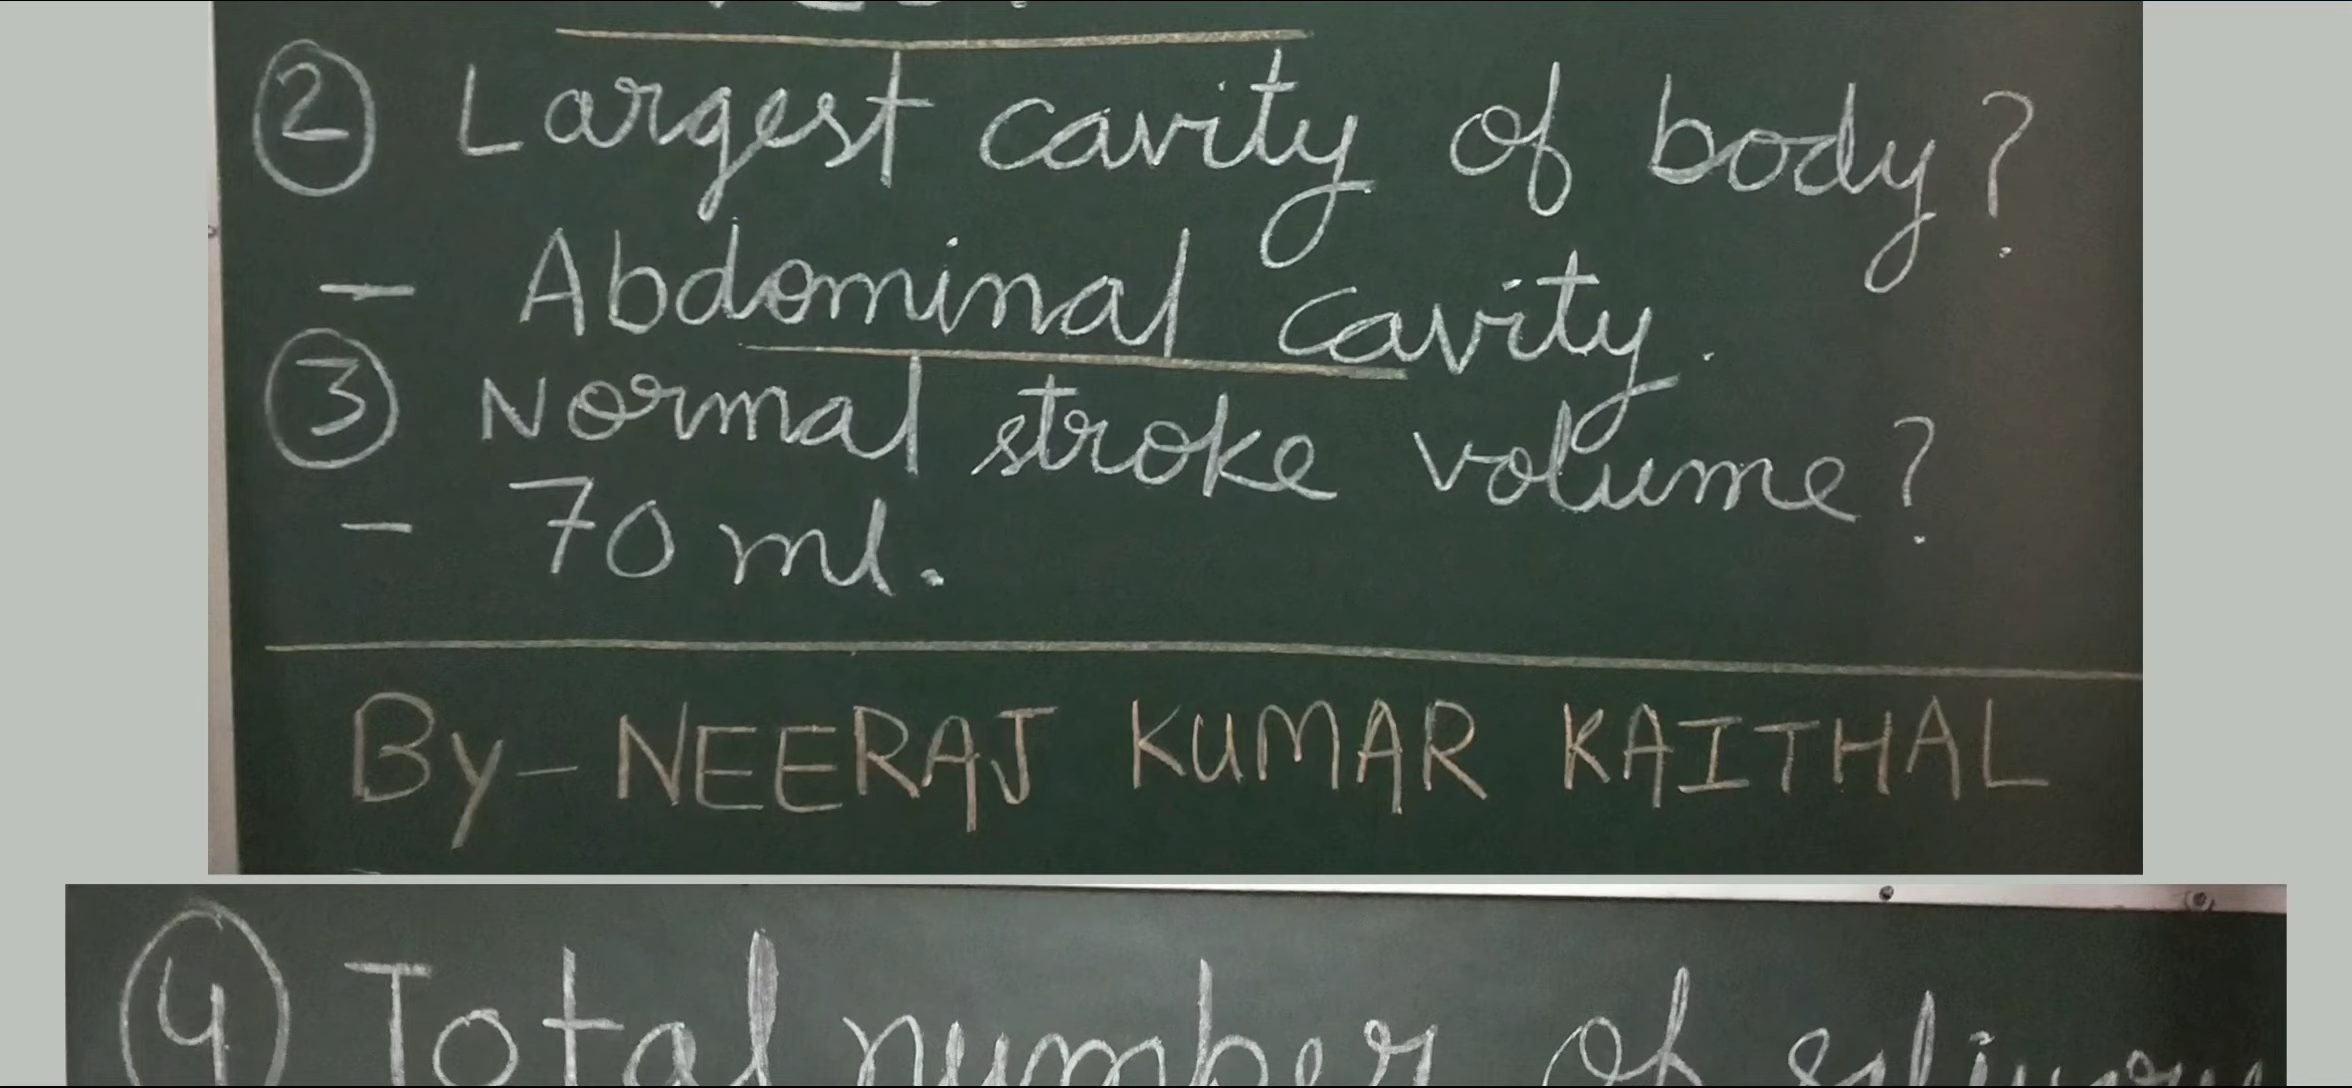 2 Largest cavity of body?
- Abdominal cavity.
3 Normal stroke volume?
- 70 ml.
By- NEERAJ KUMAR KAITHAL
4 Total number of